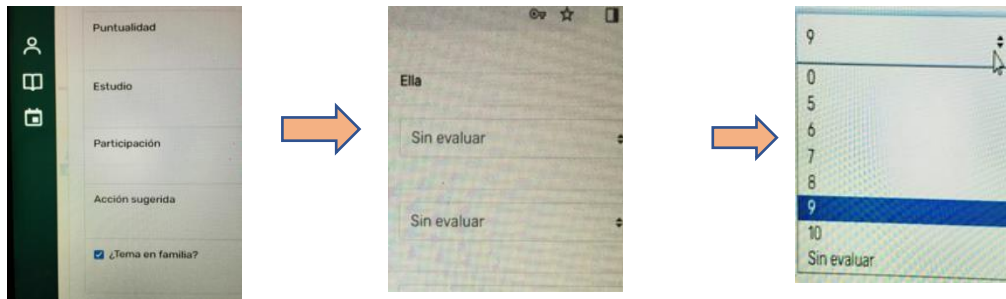 Puntualidad
Estudio
Participación
Acción sugerida
¿Tema en familia?
Ella
Sin evaluar
Sin evaluar
9
0
5
6
7
8
9
10
Sin evaluar